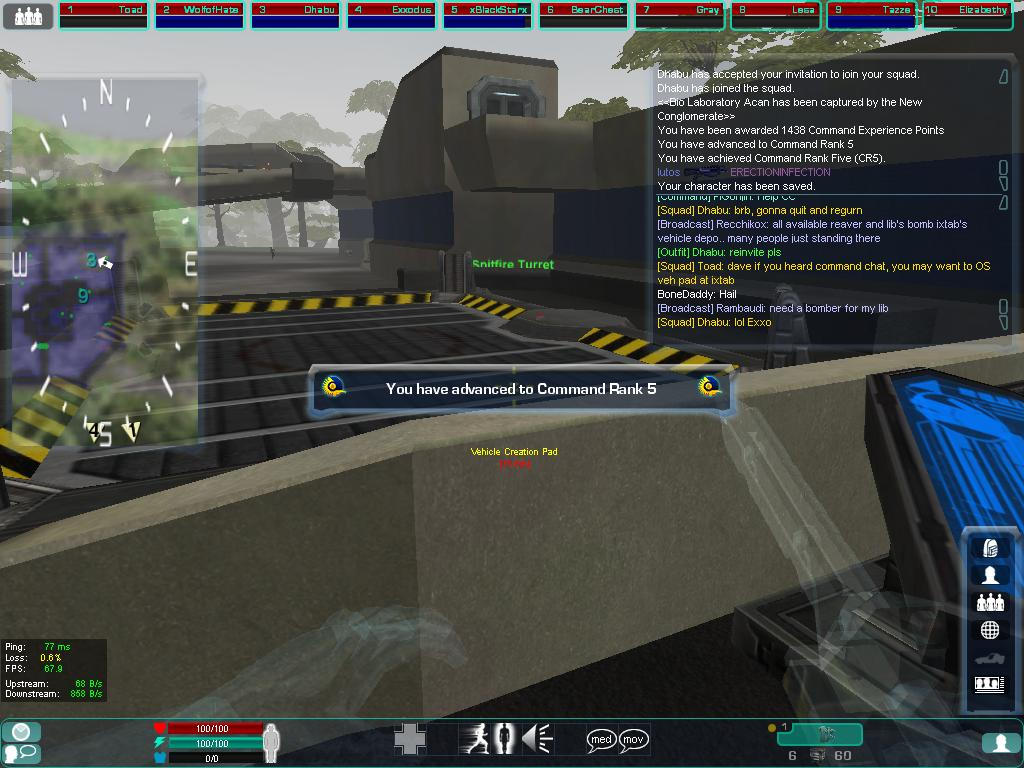 1 Toad
2 WolfofHate
3 Dhabu
4 Exxodus
5 xBlackStarx
6 BearChest
7 Gray
8 Lesa
9 Tazze
10 Elizabethy
N
W
E
S
3
9
4
1
Dhabu has accepted your invitation to join your squad.
Dhabu has joined the squad.
<<Bio Laboratory Acan has been captured by the New
Conglomerate>>
You have been awarded 1438 Command Experience Points
You have advanced to Command Rank 5
You have achieved Command Rank Five (CR5).
lutos ERECTIONINFECTION
Your character has been saved.
[Squad] Dhabu: brb, gonna quit and regurn
[Broadcast] Recchikox: all available reaver and lib's bomb ixtab's
vehicle depo.. many people just standing there
[Outfit] Dhabu: reinvite pls
[Squad] Toad: dave if you heard command chat, you may want to OS
veh pad at ixtab
BoneDaddy: Hail
[Broadcast] Rambaudi: need a bomber for my lib
[Squad] Dhabu: lol Exxo
Spitfire Turret
You have advanced to Command Rank 5
Vehicle Creation Pad
Ping: 77 ms
Loss: 0.6%
FPS: 67.9
Upstream: 68 B/s
Downstream: 858 B/s
100/100
100/100
0/0
med
mov
1
6
60